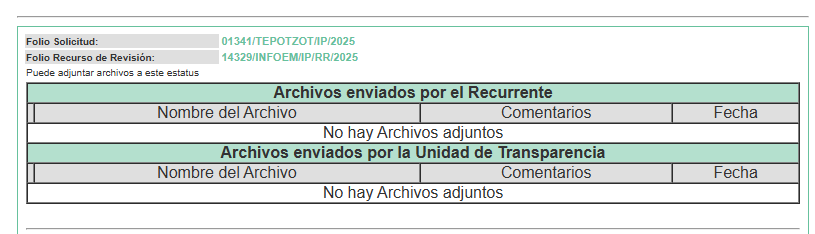 Folio Solicitud: 01341/TEPOTZOT/IP/2025
Folio Recurso de Revisión: 14329/INFOEM/IP/RR/2025
Puede adjuntar archivos a este estatus
Archivos enviados por el Recurrente
Nombre del Archivo Comentarios Fecha
No hay Archivos adjuntos
Archivos enviados por la Unidad de Transparencia
Nombre del Archivo Comentarios Fecha
No hay Archivos adjuntos